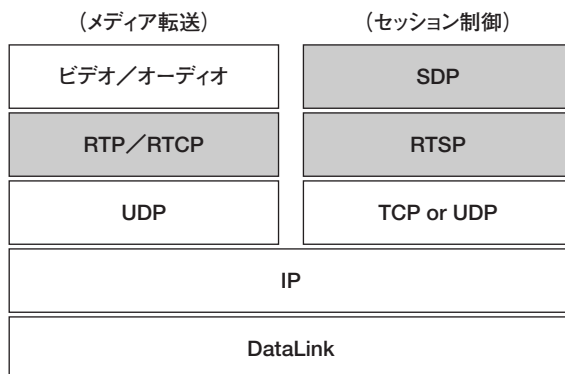 (メディア転送)
(セッション制御)
ビデオ／オーディオ
SDP
RTP／RTCP
RTSP
UDP
TCP or UDP
IP
DataLink